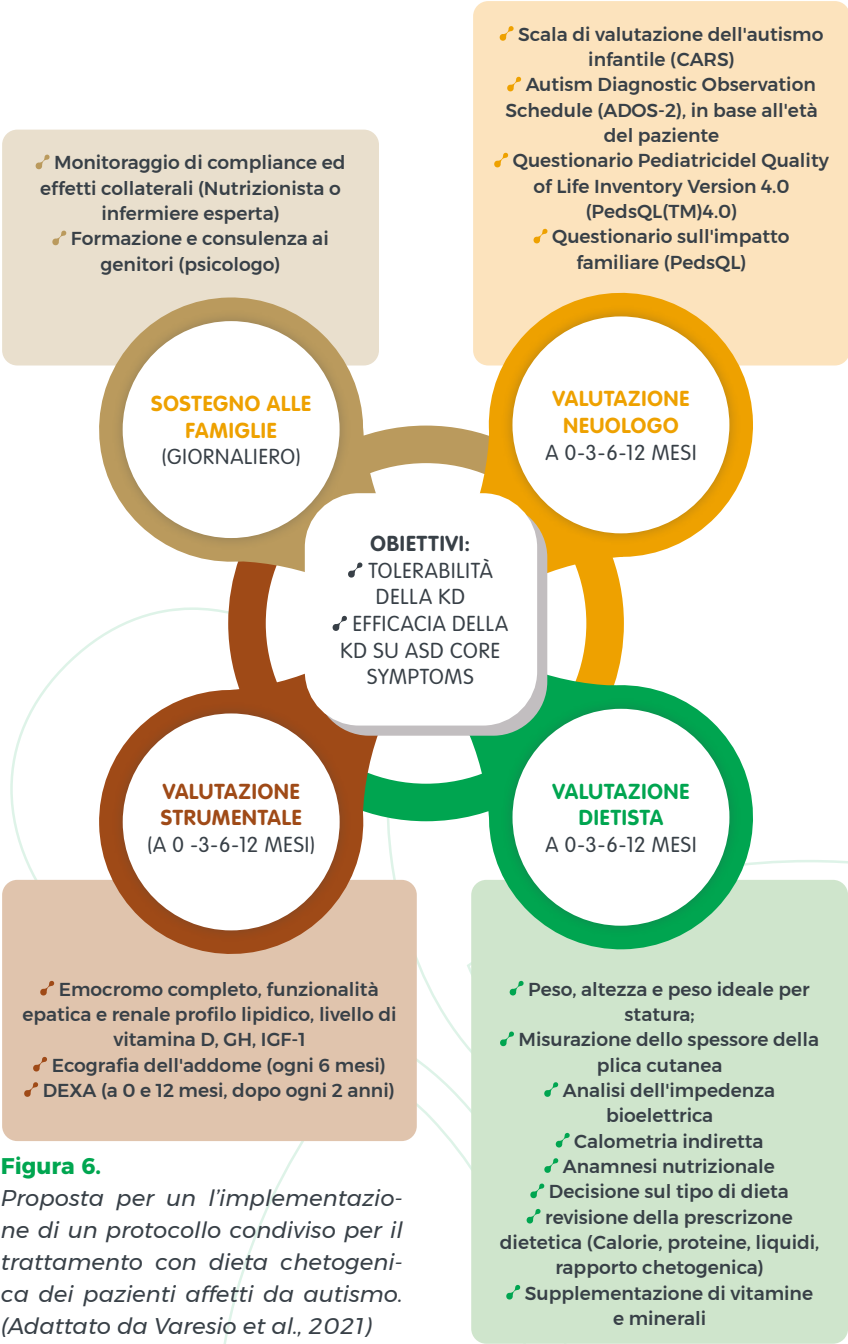 Monitoraggio di compliance ed
effetti collaterali (Nutrizionista o
infermiere esperta)
Formazione e consulenza ai
genitori (psicologo)
SOSTEGNO ALLE
FAMIGLIE
(GIORNALIERO)
Scala di valutazione dell'autismo
infantile (CARS)
Autism Diagnostic Observation
Schedule (ADOS-2), in base all'età
del paziente
Questionario Pediatricidel Quality
of Life Inventory Version 4.0
(PedsQL(TM)4.0)
Questionario sull'impatto
familiare (PedsQL)
VALUTAZIONE
NEUOLOGO
A 0-3-6-12 MESI
OBIETTIVI:
TOLERABILITÀ
DELLA KD
EFFICACIA DELLA
KD SU ASD CORE
SYMPTOMS
VALUTAZIONE
STRUMENTALE
(A 0 -3-6-12 MESI)
Emocromo completo, funzionalità
epatica e renale profilo lipidico, livello di
vitamina D, GH, IGF-1
Ecografia dell'addome (ogni 6 mesi)
DEXA (a 0 e 12 mesi, dopo ogni 2 anni)
VALUTAZIONE
DIETISTA
A 0-3-6-12 MESI
Peso, altezza e peso ideale per
statura;
Misurazione dello spessore della
plica cutanea
Analisi dell'impedenza
bioelettrica
Calometria indiretta
Anamnesi nutrizionale
Decisione sul tipo di dieta
revisione della prescrizone
dietetica (Calorie, proteine, liquidi,
rapporto chetogenica)
Supplementazione di vitamine
e minerali
Figura 6.
Proposta per un l'implementazio-
ne di un protocollo condiviso per il
trattamento con dieta chetogeni-
ca dei pazienti affetti da autismo.
(Adattato da Varesio et al., 2021)